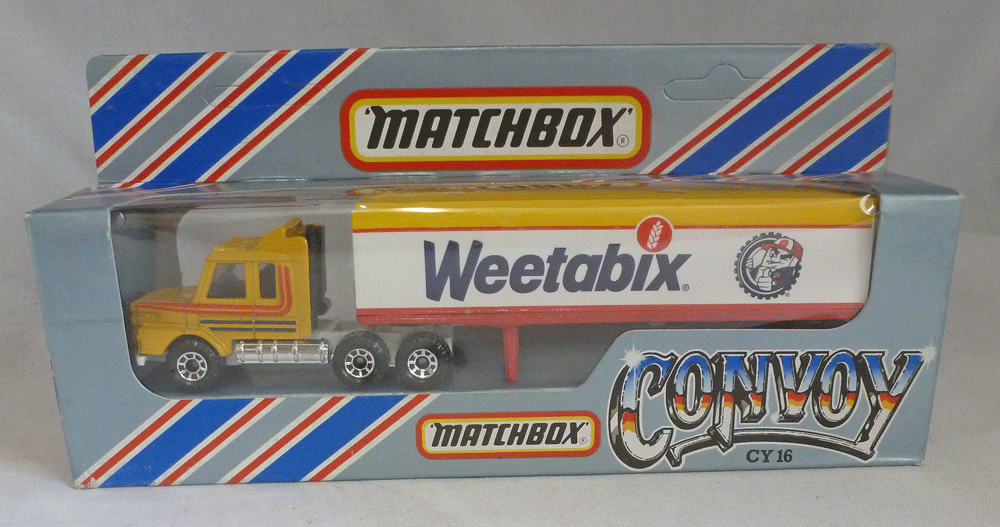 'MATCHBOX'®
Weetabix®
®
'MATCHBOX'®
CONVOY
CY 16